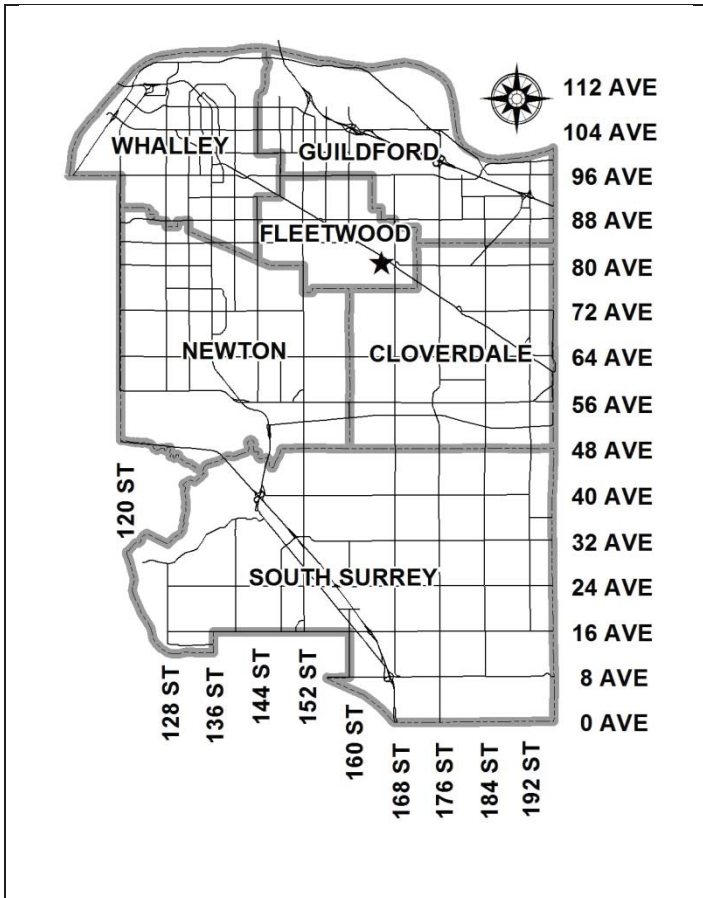 112 AVE
104 AVE
WHALLEY
GUILDFORD
96 AVE
88 AVE
FLEETWOOD
80 AVE
72 AVE
NEWTON
CLOVERDALE
64 AVE
56 AVE
48 AVE
120 ST
40 AVE
32 AVE
SOUTH SURREY
24 AVE
16 AVE
8 AVE
0 AVE
128 ST
136 ST
144 ST
152 ST
160 ST
168 ST
176 ST
184 ST
192 ST